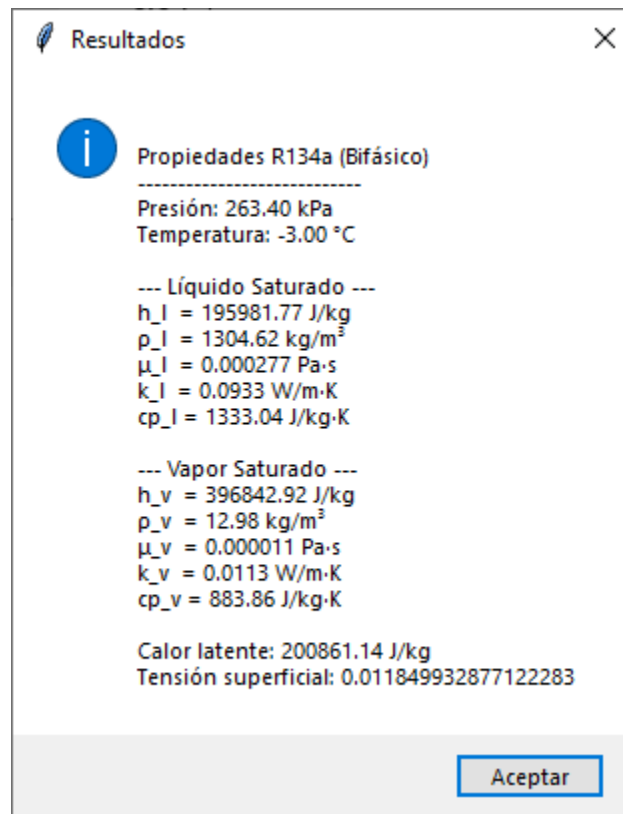 Resultados
Propiedades R134a (Bifásico)
----------------------------
Presión: 263.40 kPa
Temperatura: -3.00 °C
--- Líquido Saturado ---
h_l = 195981.77 J/kg
ρ_l = 1304.62 kg/m³
μ_l = 0.000277 Pa·s
k_l = 0.0933 W/m·K
cp_l = 1333.04 J/kg·K
--- Vapor Saturado ---
h_v = 396842.92 J/kg
ρ_v = 12.98 kg/m³
μ_v = 0.000011 Pa·s
k_v = 0.0113 W/m·K
cp_v = 883.86 J/kg·K
Calor latente: 200861.14 J/kg
Tensión superficial: 0.011849932877122283
Aceptar